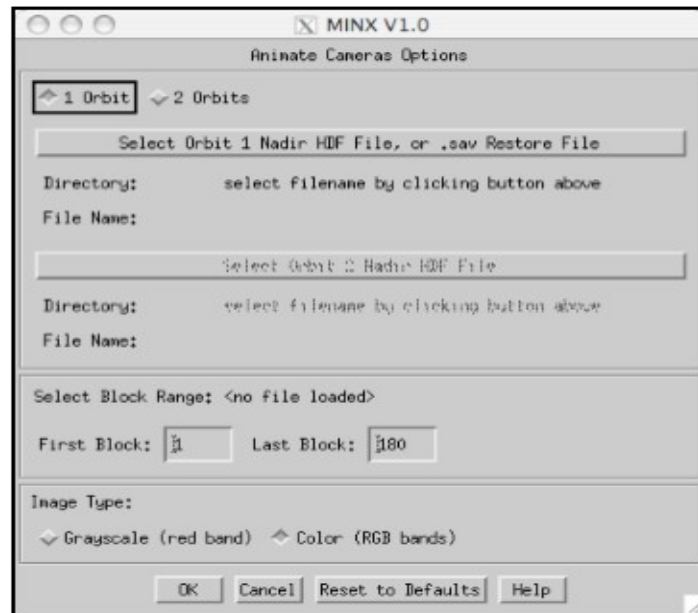 MINX V1.0
Animate Cameras Options
1 Orbit 2 Orbits
Select Orbit 1 Nadir HDF File, or .sav Restore File
Directory: select filename by clicking button above
File Name:
Select Orbit 2 Nadir HDF File
Directory: select filename by clicking button above
File Name:
Select Block Range: <no file loaded>
First Block: 1 Last Block: 180
Image Type:
Grayscale (red band) Color (RGB bands)
OK Cancel Reset to Defaults Help